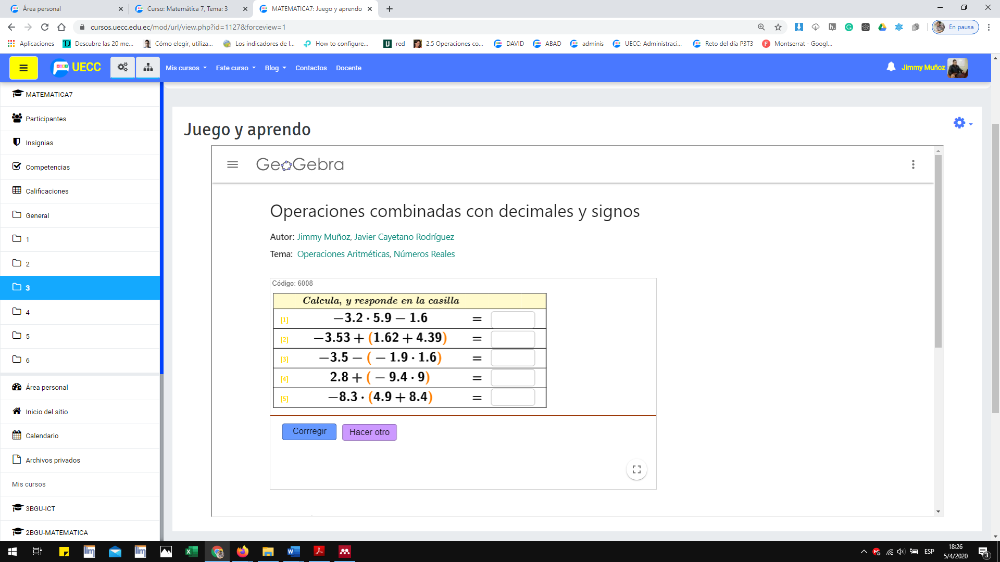 Área personal
Curso: Matemática 7, Tema: 3
MATEMATICA7: Juego y aprendo
cursos.uecc.edu.ec/mod/url/view.php?id=1127&forceview=1
En pausa
Aplicaciones
Descubre las 20 me...
Cómo elegir, utiliza...
Los indicadores de l...
How to configure...
red
2.5 Operaciones co...
DAVID
ABAD
adminis
UECC: Administraci...
Reto del día P3T3
Montserrat - Googl...
UECC
Mis cursos
Este curso
Blog
Contactos
Docente
Jimmy Muñoz
MATEMATICA7
Participantes
Insignias
Competencias
Calificaciones
General
1
2
3
4
5
6
Área personal
Inicio del sitio
Calendario
Archivos privados
Mis cursos
3BGU-ICT
2BGU-MATEMATICA
Juego y aprendo
GeoGebra
Operaciones combinadas con decimales y signos
Autor: Jimmy Muñoz, Javier Cayetano Rodríguez
Tema: Operaciones Aritméticas, Números Reales
Código: 6008
Calcula, y responde en la casilla
[1] −3.2 · 5.9 − 1.6 =
[2] −3.53 + (1.62 + 4.39) =
[3] −3.5 − ( − 1.9 · 1.6) =
[4] 2.8 + ( − 9.4 · 9) =
[5] −8.3 · (4.9 + 8.4) =
Corrregir
Hacer otro
ESP
18:26
5/4/2020
3